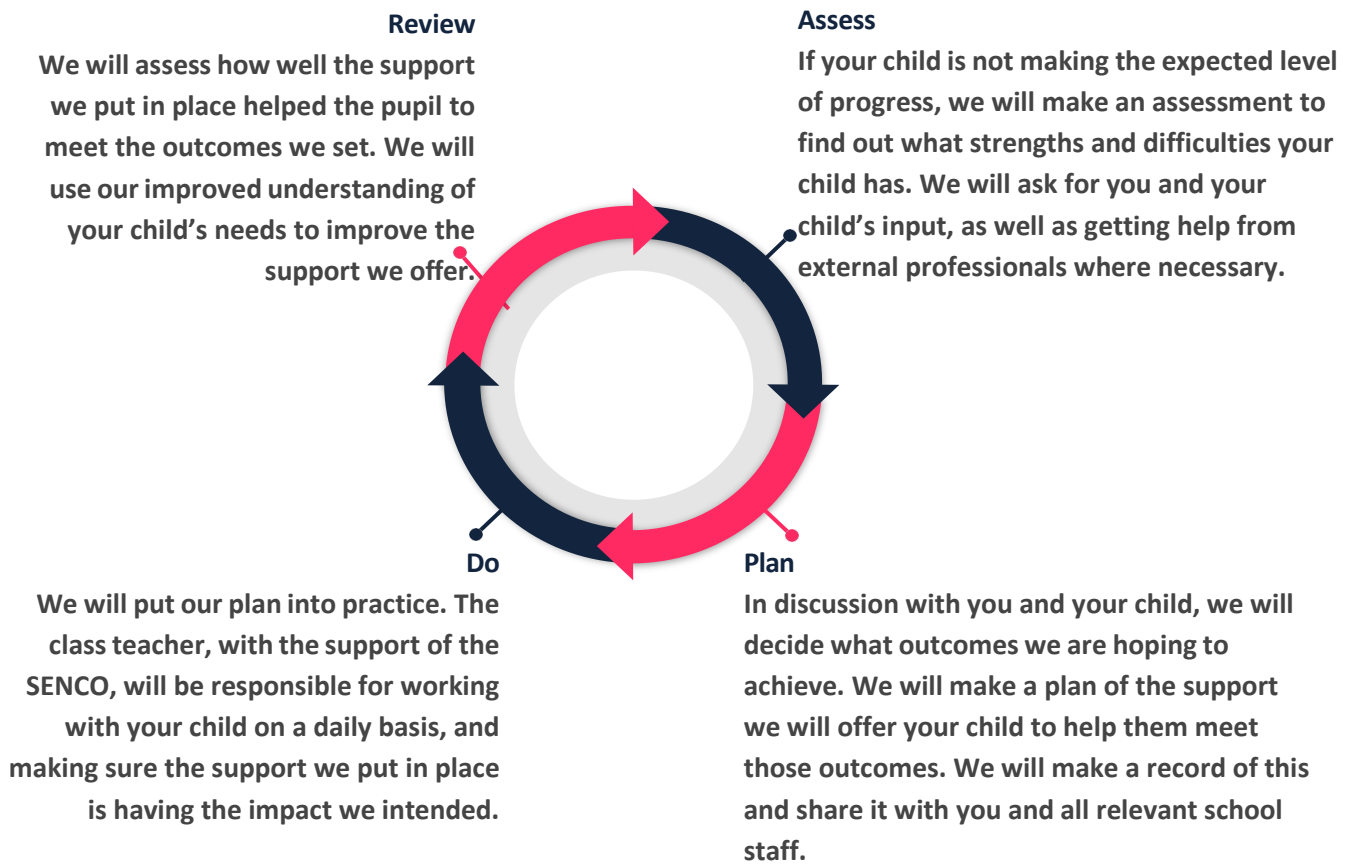 Review
We will assess how well the support
we put in place helped the pupil to
meet the outcomes we set. We will
use our improved understanding of
your child’s needs to improve the
support we offer.
Assess
If your child is not making the expected level
of progress, we will make an assessment to
find out what strengths and difficulties your
child has. We will ask for you and your
child’s input, as well as getting help from
external professionals where necessary.
Do
We will put our plan into practice. The
class teacher, with the support of the
SENCO, will be responsible for working
with your child on a daily basis, and
making sure the support we put in place
is having the impact we intended.
Plan
In discussion with you and your child, we will
decide what outcomes we are hoping to
achieve. We will make a plan of the support
we will offer your child to help them meet
those outcomes. We will make a record of this
and share it with you and all relevant school
staff.